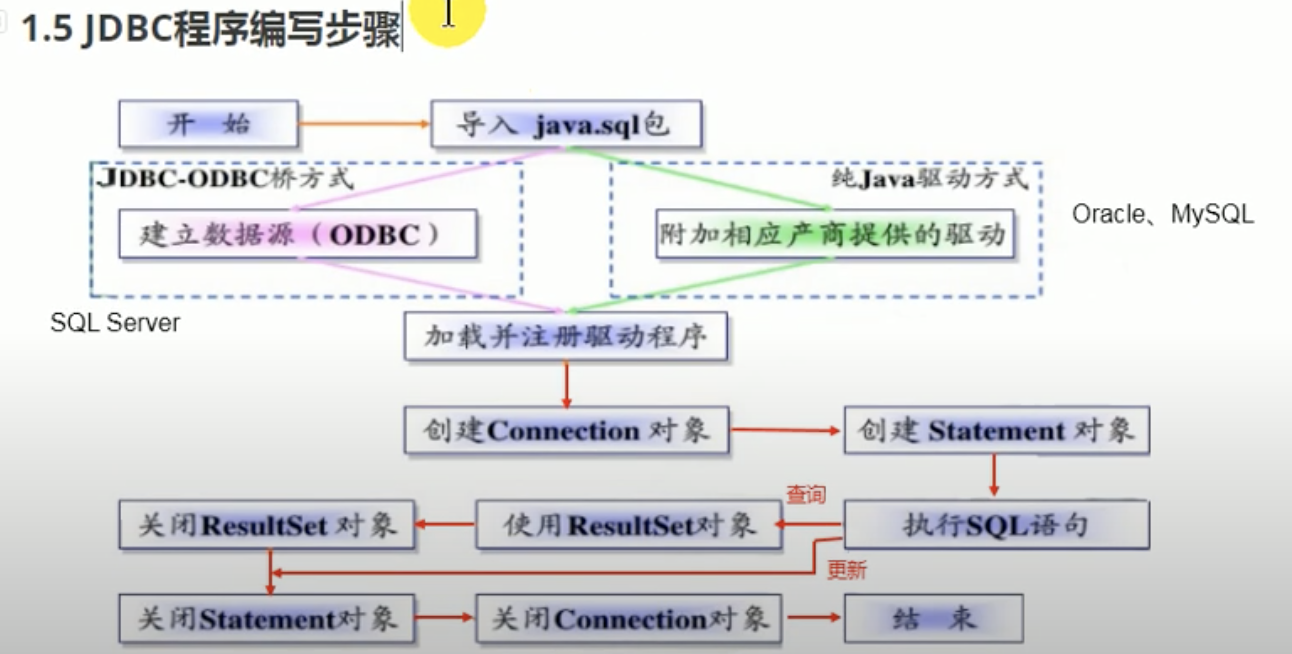 1.5 JDBC程序编写步骤
开 始
导入 java.sql包
JDBC-ODBC桥方式
纯Java驱动方式
建立数据源（ODBC）
附加相应产商提供的驱动
Oracle、MySQL
SQL Server
加载并注册驱动程序
创建Connection 对象
创建 Statement 对象
查询
关闭ResultSet 对象
使用ResultSet对象
执行SQL语句
更新
关闭Statement对象
关闭Connection对象
结 束